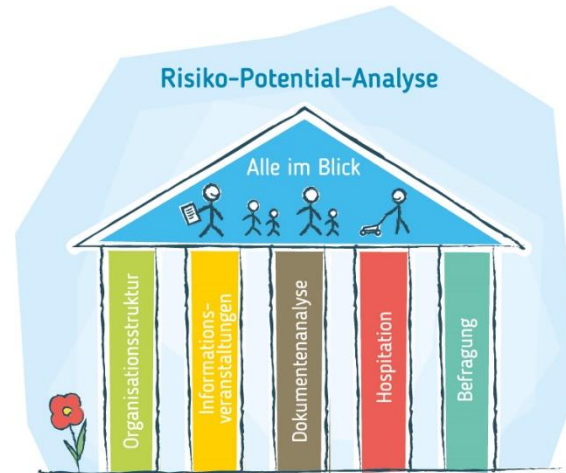 Risiko-Potential-Analyse
Alle im Blick
Organisationsstruktur
Informations-
veranstaltungen
Dokumentenanalyse
Hospitation
Befragung